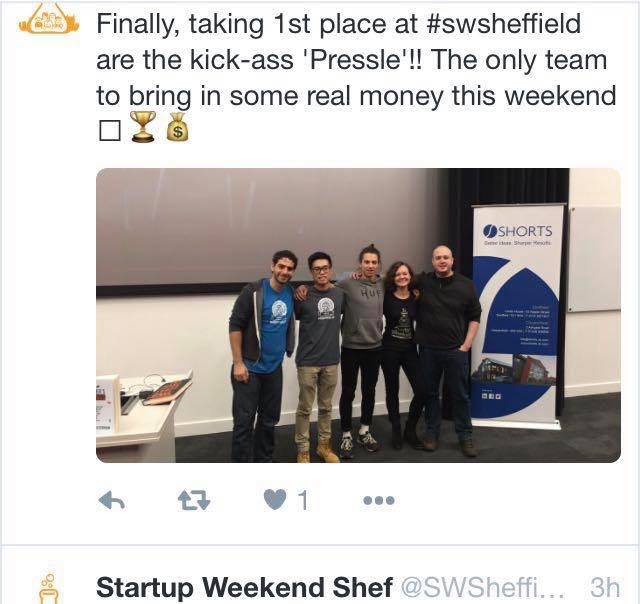 Finally, taking 1st place at #swsheffield
are the kick-ass 'Pressle'!! The only team
to bring in some real money this weekend
HUF
SHORTS
1
Startup Weekend Shef @SWSheffi... 3h